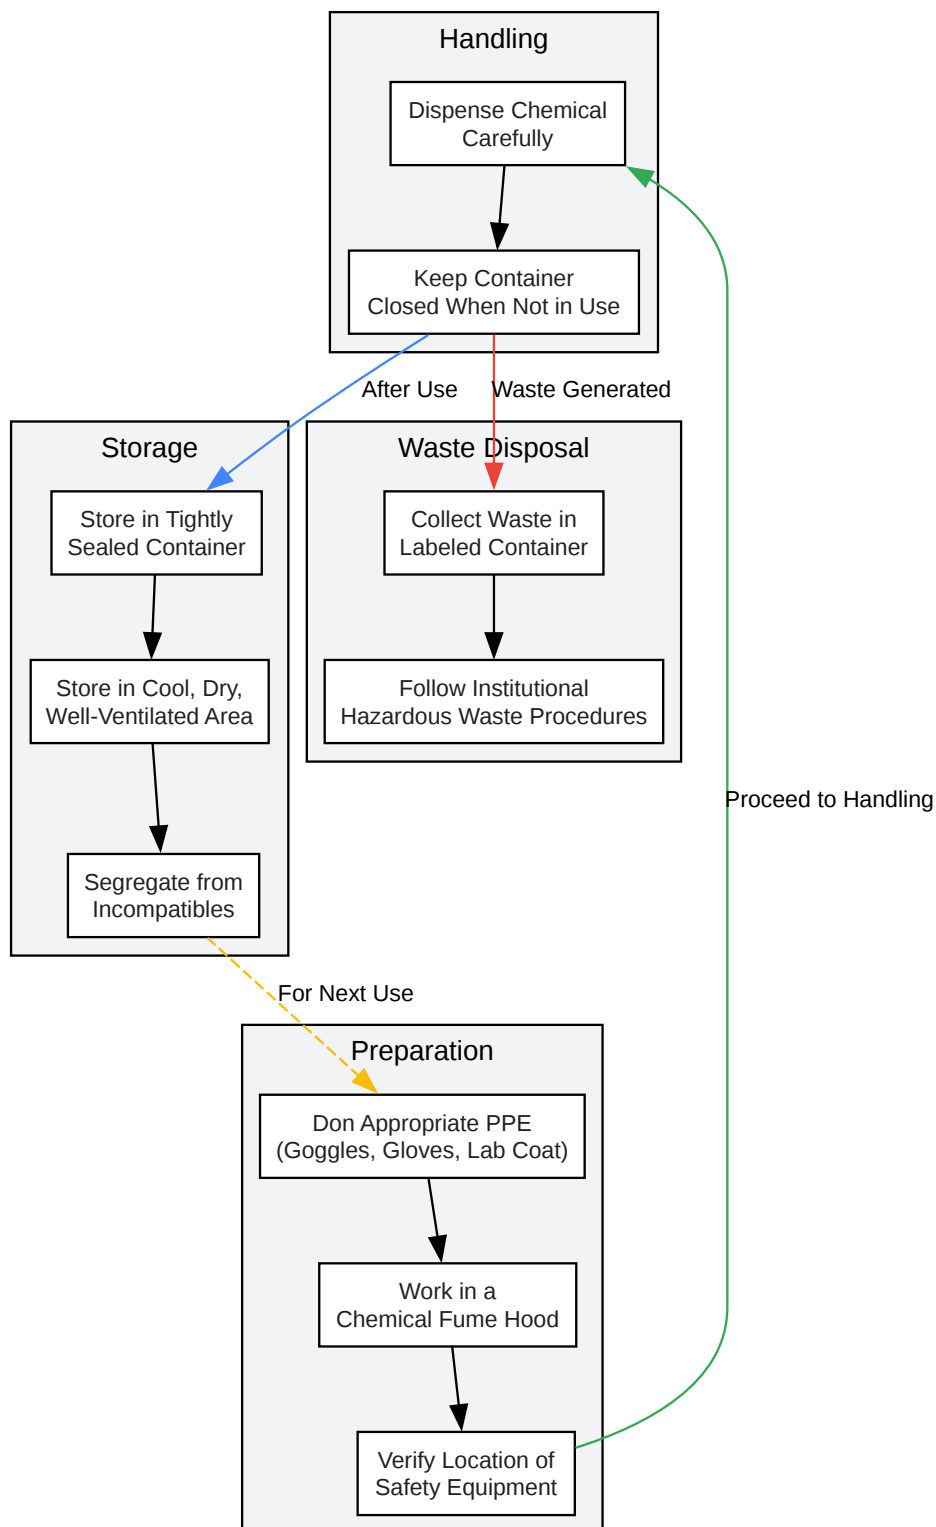 Handling
Dispense Chemical
Carefully
Keep Container
Closed When Not in Use
After Use
Waste Generated
Storage
Store in Tightly
Sealed Container
Store in Cool, Dry,
Well-Ventilated Area
Segregate from
Incompatibles
Waste Disposal
Collect Waste in
Labeled Container
Follow Institutional
Hazardous Waste Procedures
Proceed to Handling
For Next Use
Preparation
Don Appropriate PPE
(Goggles, Gloves, Lab Coat)
Work in a
Chemical Fume Hood
Verify Location of
Safety Equipment